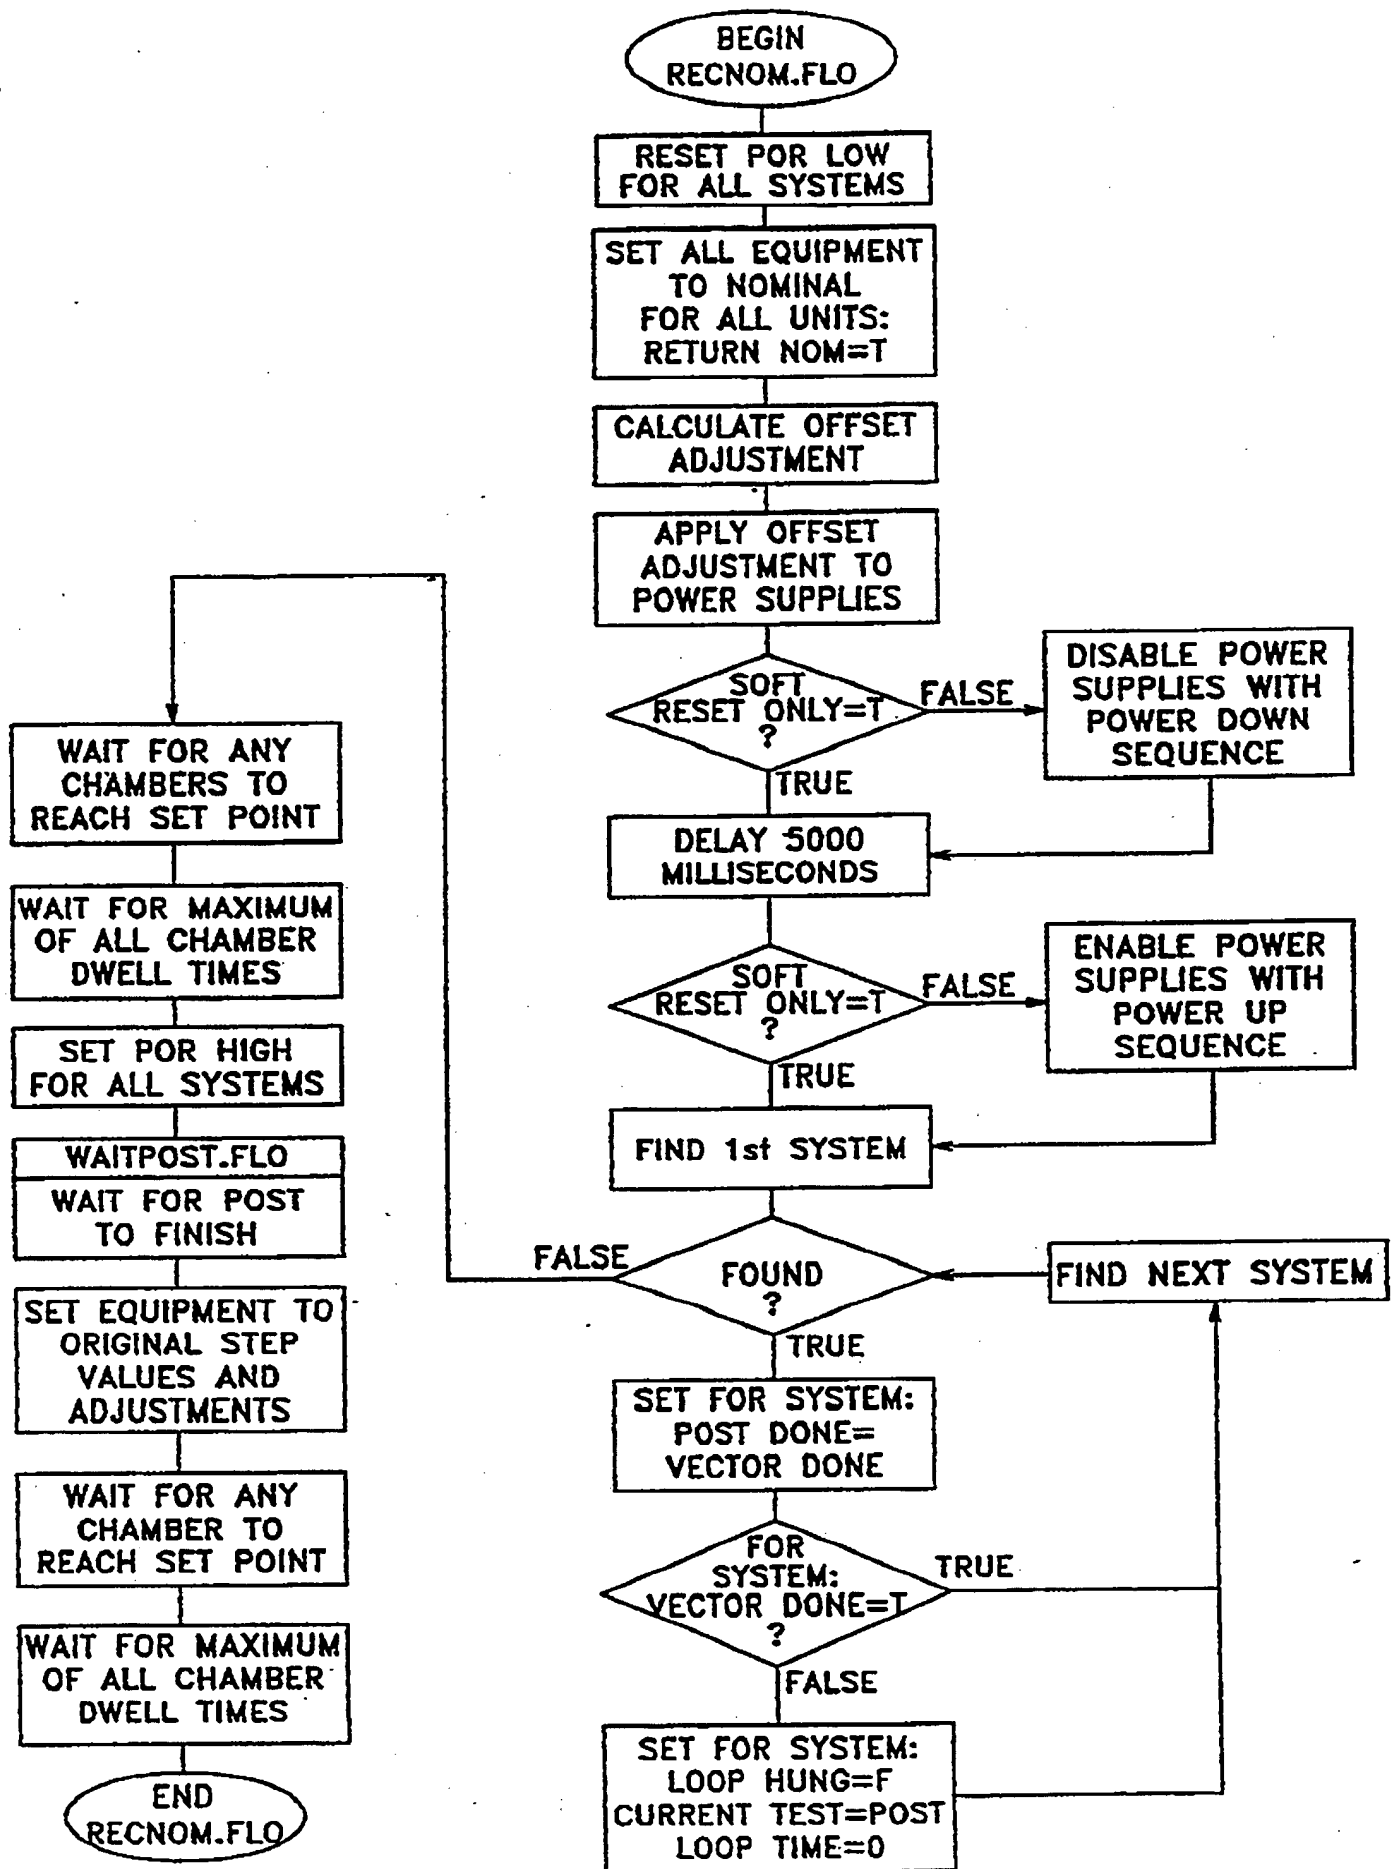 BEGIN
RECNOM.FLO
RESET POR LOW
FOR ALL SYSTEMS
SET ALL EQUIPMENT
TO NOMINAL
FOR ALL UNITS:
RETURN NOM=T
CALCULATE OFFSET
ADJUSTMENT
APPLY OFFSET
ADJUSTMENT TO
POWER SUPPLIES
SOFT
RESET ONLY=T
?
FALSE
DISABLE POWER
SUPPLIES WITH
POWER DOWN
SEQUENCE
TRUE
DELAY 5000
MILLISECONDS
SOFT
RESET ONLY=T
?
FALSE
ENABLE POWER
SUPPLIES WITH
POWER UP
SEQUENCE
TRUE
FIND 1st SYSTEM
FOUND
?
FALSE
FIND NEXT SYSTEM
TRUE
SET FOR SYSTEM:
POST DONE=
VECTOR DONE
FOR
SYSTEM:
VECTOR DONE=T
?
TRUE
FALSE
SET FOR SYSTEM:
LOOP HUNG=F
CURRENT TEST=POST
LOOP TIME=0
WAIT FOR ANY
CHAMBERS TO
REACH SET POINT
WAIT FOR MAXIMUM
OF ALL CHAMBER
DWELL TIMES
SET POR HIGH
FOR ALL SYSTEMS
WAITPOST.FLO
WAIT FOR POST
TO FINISH
SET EQUIPMENT TO
ORIGINAL STEP
VALUES AND
ADJUSTMENTS
WAIT FOR ANY
CHAMBER TO
REACH SET POINT
WAIT FOR MAXIMUM
OF ALL CHAMBER
DWELL TIMES
END
RECNOM.FLO